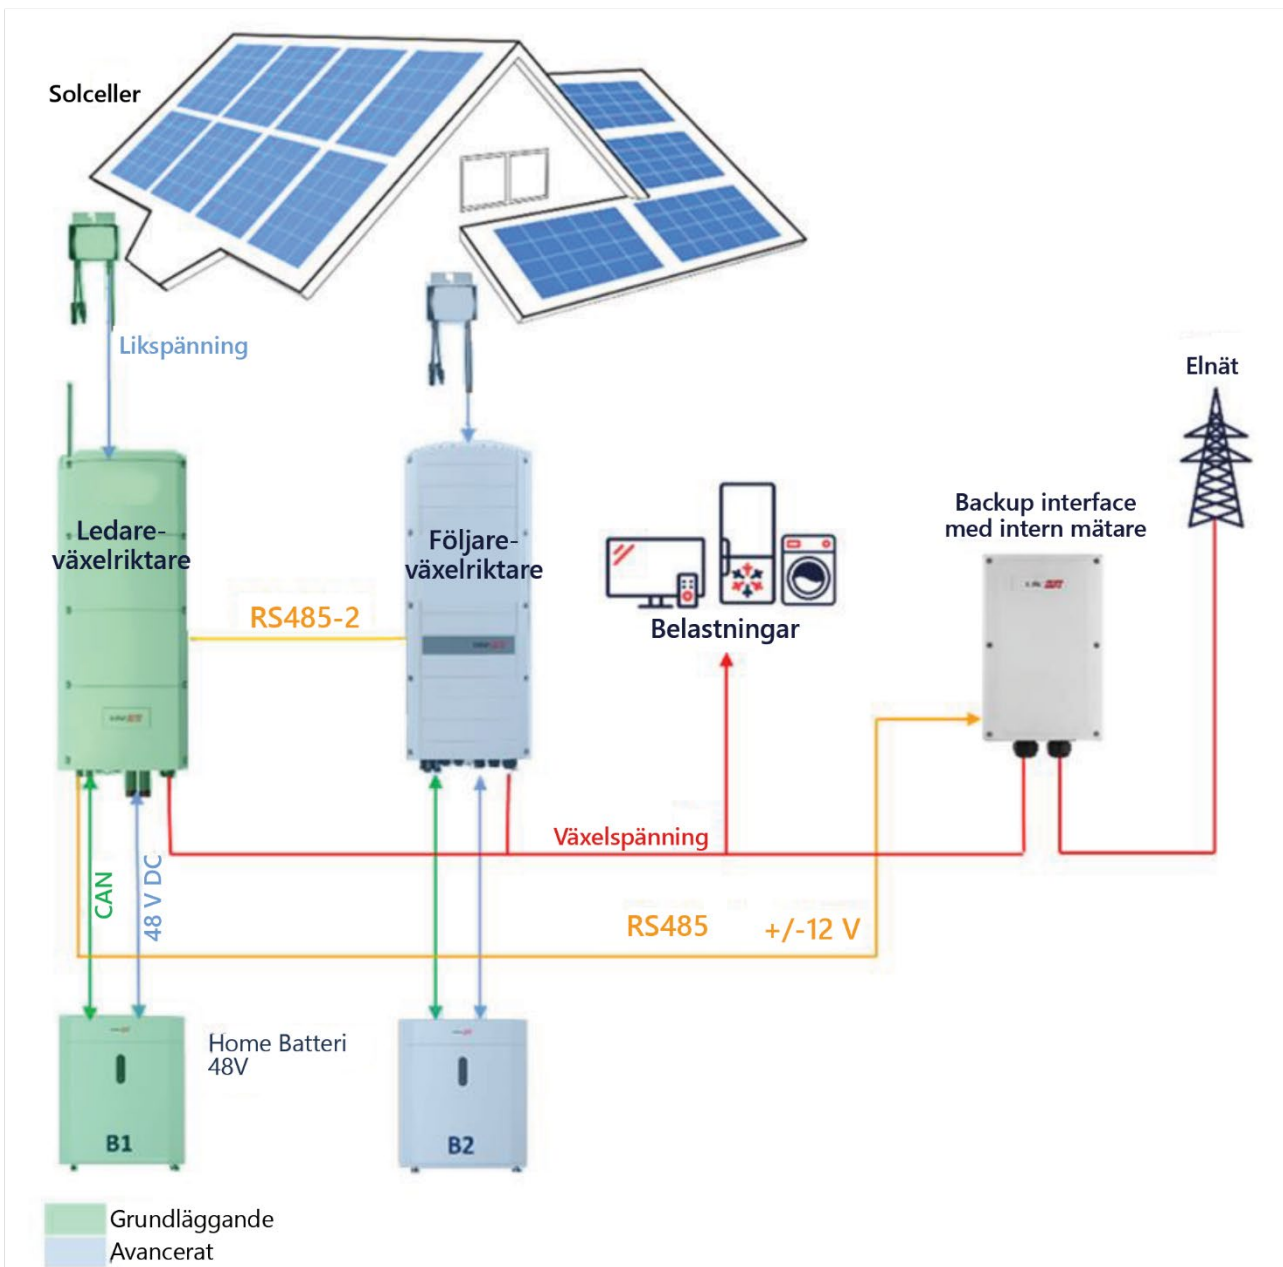 Solceller
Likspänning
Elnät
Backup interface
med intern mätare
Ledare-
växelriktare
Följare-
växelriktare
RS485-2
Belastningar
Växelspänning
CAN
48 V DC
RS485
+/-12 V
Home Batteri
48V
B1
B2
Grundläggande
Avancerat